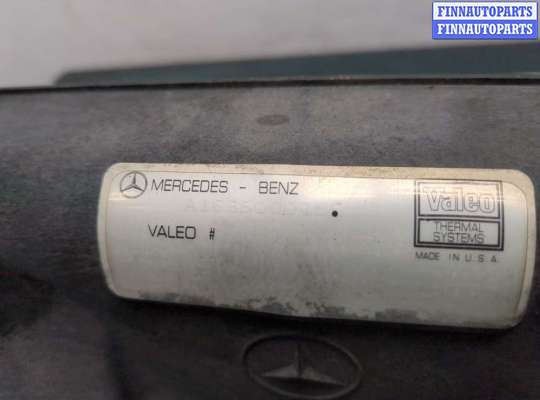 FINNAUTOPARTS
FINNAUTOPARTS
MERCEDES - BENZ
VALEO #
Valeo
THERMAL
SYSTEMS
MADE IN U.S.A.